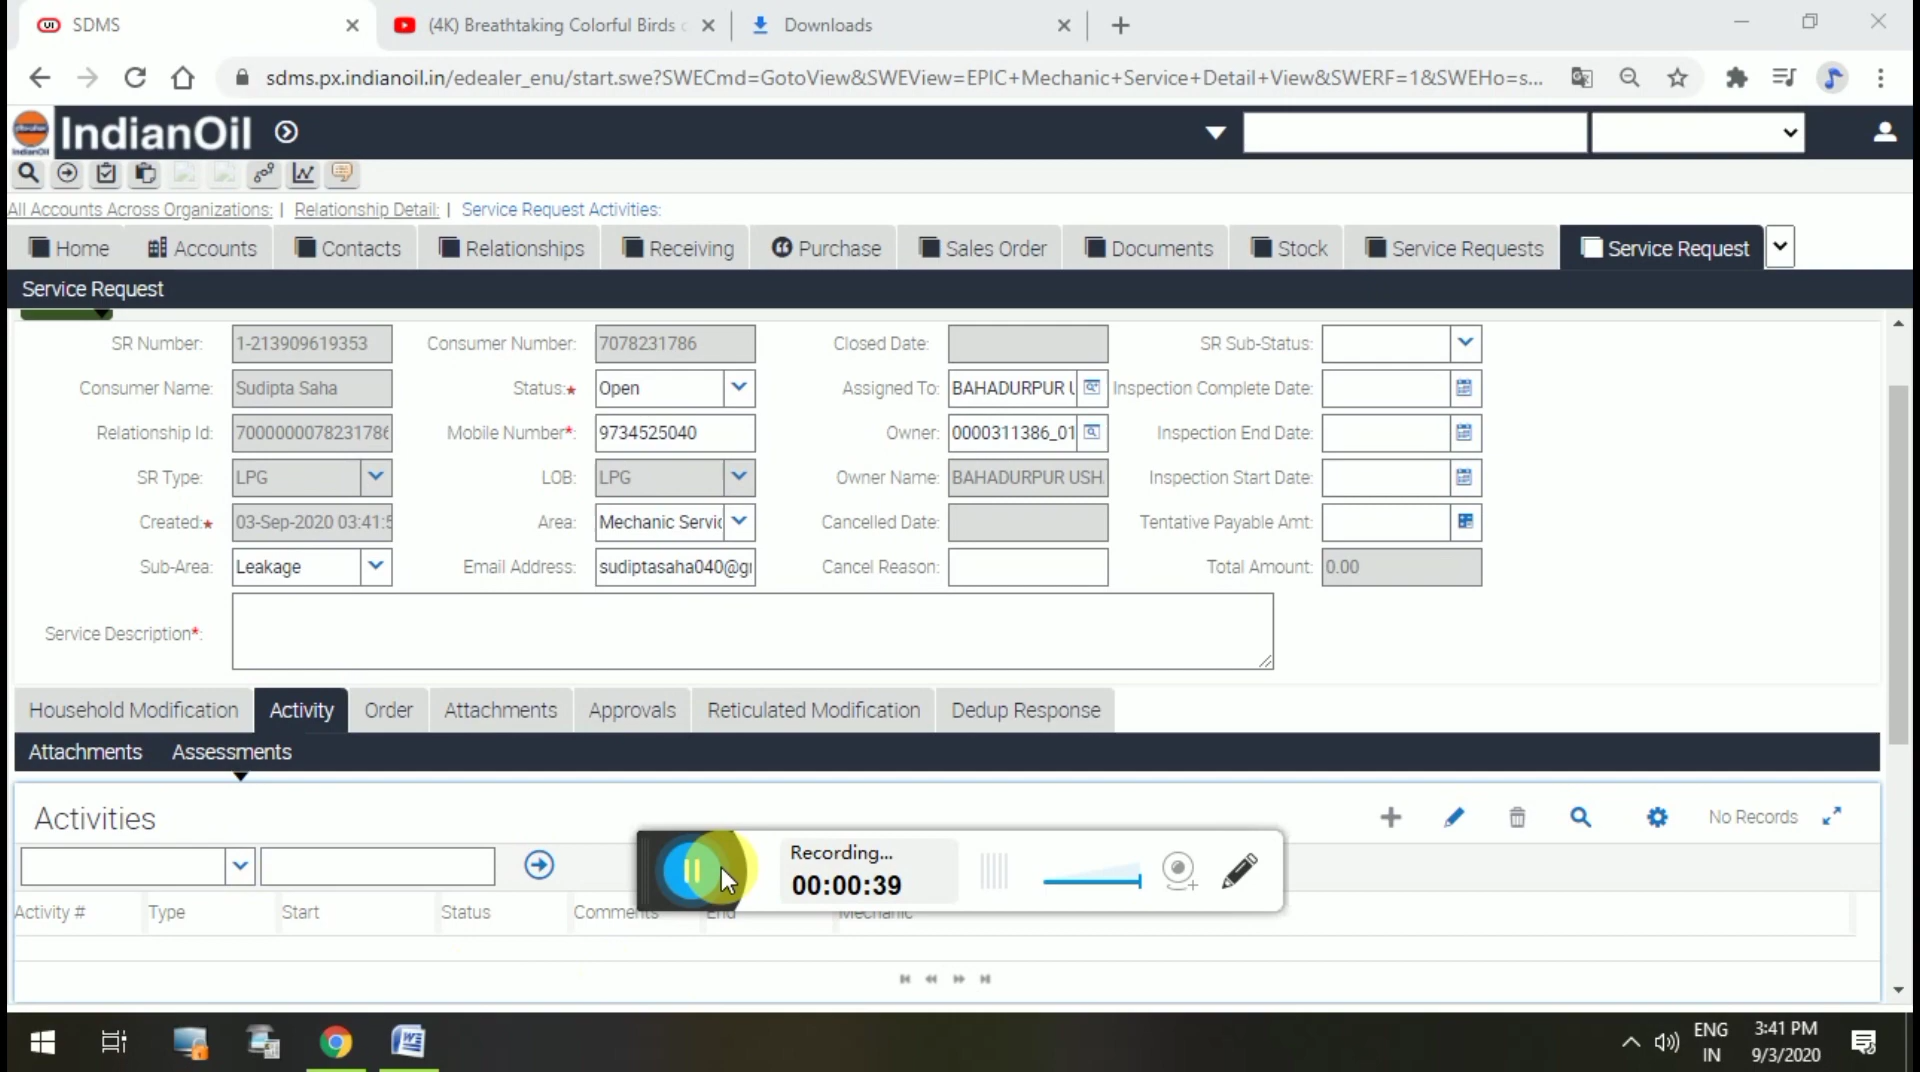 SDMS
(4K) Breathtaking Colorful Birds
Downloads
sdms.px.indianoil.in/edealer_enu/start.swe?SWECmd=GotoView&SWEView=EPIC+Mechanic+Service+Detail+View&SWERF=1&SWEHo=s...
IndianOil
All Accounts Across Organizations: | Relationship Detail: | Service Request Activities:
Home Accounts Contacts Relationships Receiving Purchase Sales Order Documents Stock Service Requests Service Request
Service Request
SR Number: 1-213909619353 Consumer Number: 7078231786 Closed Date: SR Sub-Status:
Consumer Name: Sudipta Saha Status:* Open Assigned To: BAHADURPUR U Inspection Complete Date:
Relationship Id: 7000000078231786 Mobile Number*: 9734525040 Owner: 0000311386_01 Inspection End Date:
SR Type: LPG LOB: LPG Owner Name: BAHADURPUR USH Inspection Start Date:
Created:* 03-Sep-2020 03:41:5 Area: Mechanic Servic Cancelled Date: Tentative Payable Amt:
Sub-Area: Leakage Email Address: sudiptasaha040@g Cancel Reason: Total Amount: 0.00
Service Description*:
Household Modification Activity Order Attachments Approvals Reticulated Modification Dedup Response
Attachments Assessments
Activities No Records
Recording...
00:00:39
Activity # Type Start Status Comments End Mechanic
ENG 3:41 PM
IN 9/3/2020